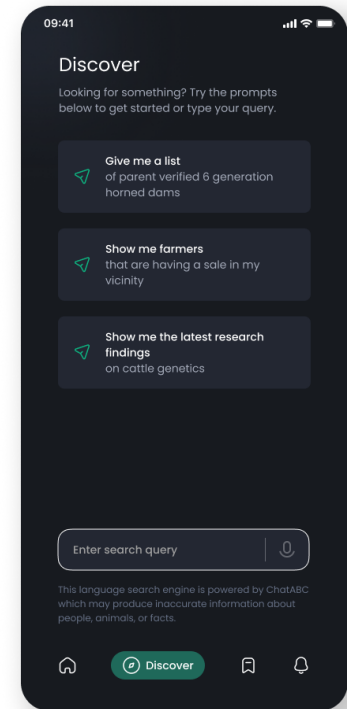 09:41
Discover
Looking for something? Try the prompts
below to get started or type your query.
Give me a list
of parent verified 6 generation
horned dams
Show me farmers
that are having a sale in my
vicinity
Show me the latest research
findings
on cattle genetics
Enter search query
This language search engine is powered by ChatABC
which may produce inaccurate information about
people, animals, or facts.
Discover